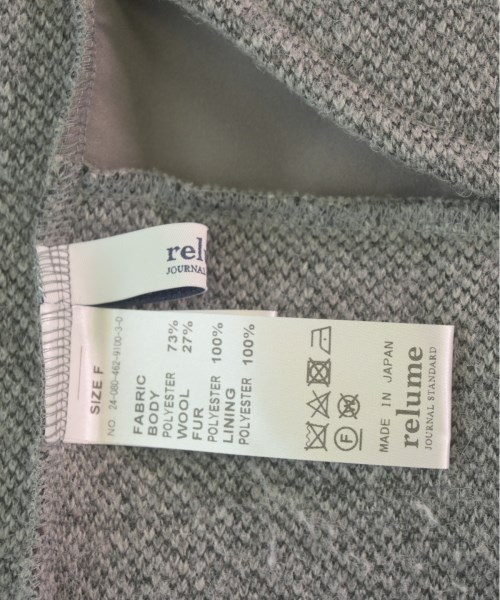 relu
JOURNAL
SIZE F
NO. 24-080-462-9100-3-0
FABRIC
BODY
POLYESTER 73%
WOOL 27%
FUR
POLYESTER 100%
LINING
POLYESTER 100%
F
MADE IN JAPAN
relume
JOURNAL STANDARD